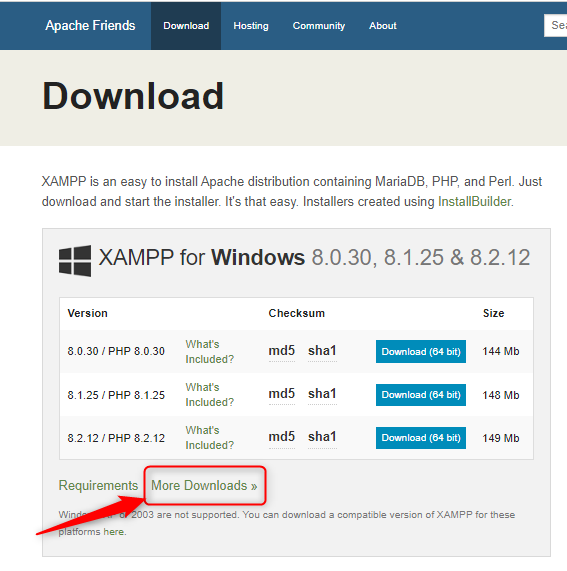 Apache Friends Download Hosting Community About Sea
Download
XAMPP is an easy to install Apache distribution containing MariaDB, PHP, and Perl. Just
download and start the installer. It's that easy. Installers created using InstallBuilder.
XAMPP for Windows 8.0.30, 8.1.25 & 8.2.12
Version Checksum Size
8.0.30 / PHP 8.0.30 What's Included? md5 sha1 Download (64 bit) 144 Mb
8.1.25 / PHP 8.1.25 What's Included? md5 sha1 Download (64 bit) 148 Mb
8.2.12 / PHP 8.2.12 What's Included? md5 sha1 Download (64 bit) 149 Mb
Requirements More Downloads »
2003 are not supported. You can download a compatible version of XAMPP for these
platforms here.